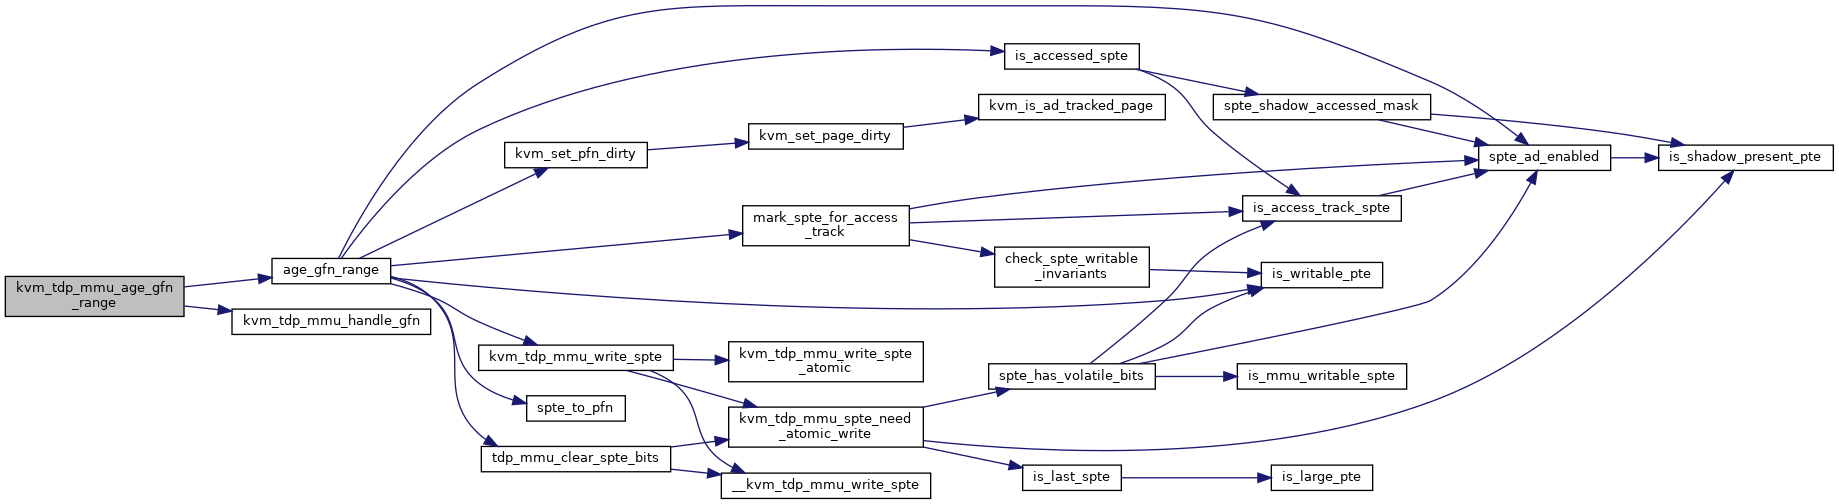 kvm_tdp_mmu_age_gfn
_range
age_gfn_range
kvm_tdp_mmu_handle_gfn
kvm_set_pfn_dirty
kvm_tdp_mmu_write_spte
spte_to_pfn
tdp_mmu_clear_spte_bits
kvm_set_page_dirty
mark_spte_for_access
_track
kvm_tdp_mmu_write_spte
_atomic
kvm_tdp_mmu_spte_need
_atomic_write
__kvm_tdp_mmu_write_spte
is_accessed_spte
kvm_is_ad_tracked_page
check_spte_writable
_invariants
spte_has_volatile_bits
is_last_spte
spte_shadow_accessed_mask
is_access_track_spte
is_writable_pte
is_mmu_writable_spte
is_large_pte
spte_ad_enabled
is_shadow_present_pte